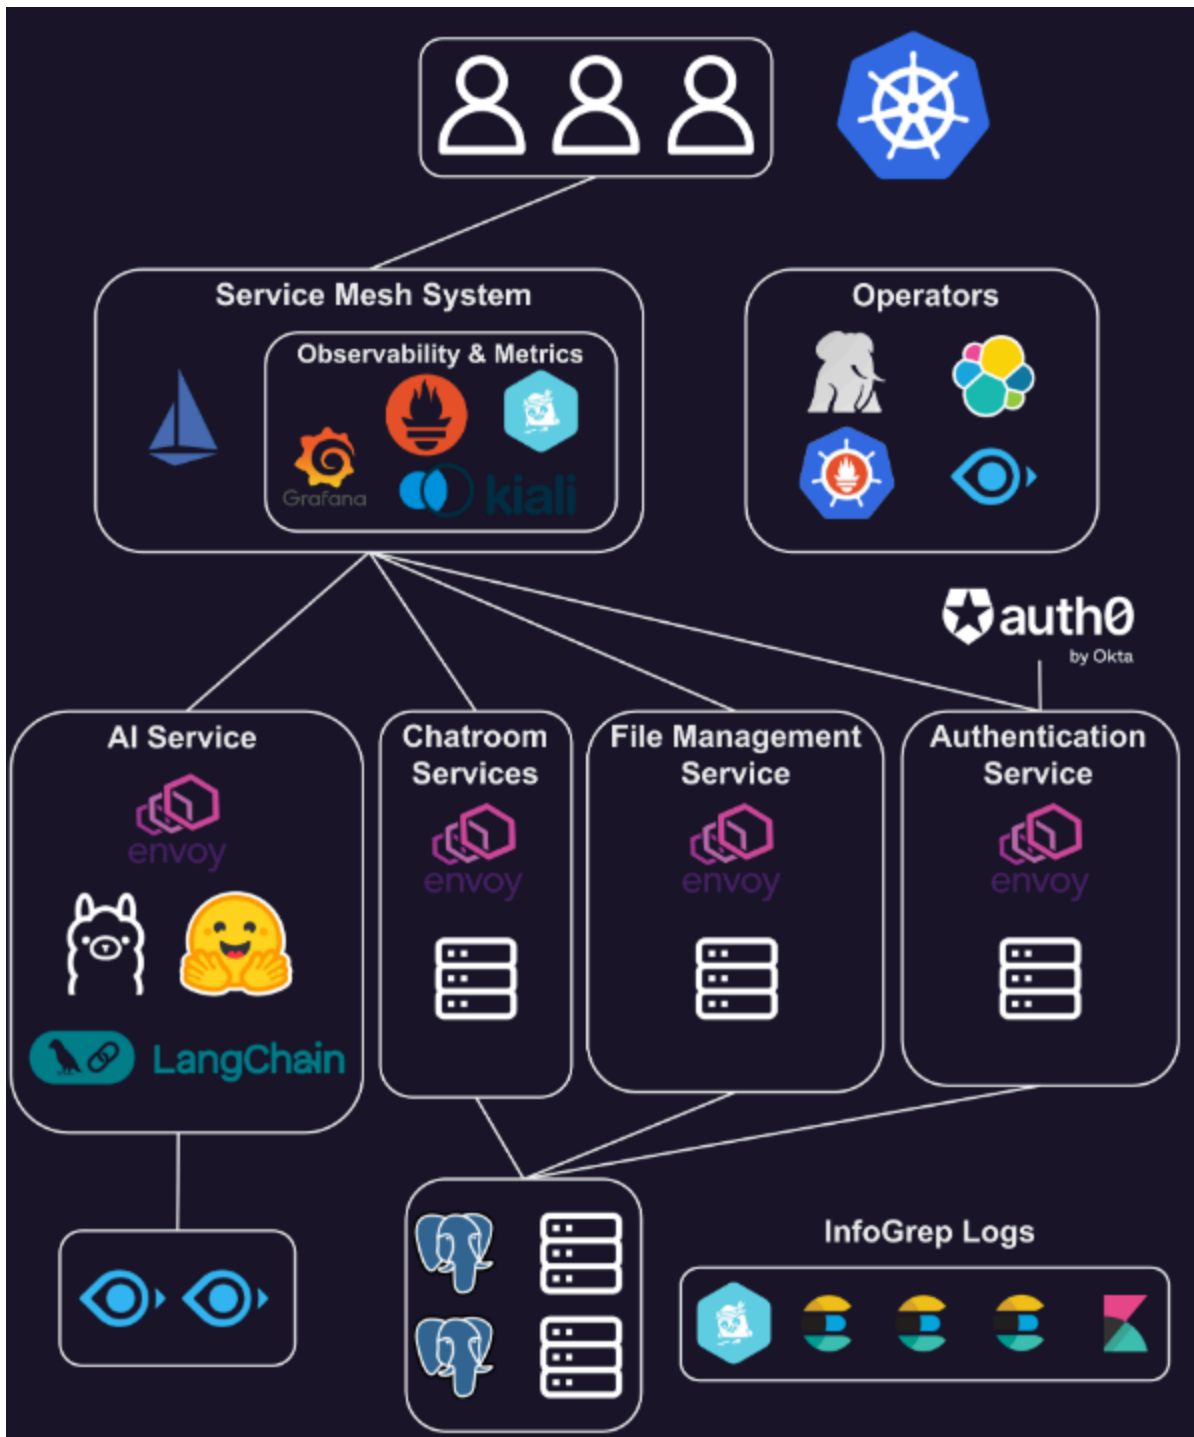 Service Mesh System
Operators
Observability & Metrics
Grafana
kiali
auth0
by Okta
AI Service
Chatroom
Services
File Management
Service
Authentication
Service
envoy
envoy
envoy
envoy
LangChain
InfoGrep Logs